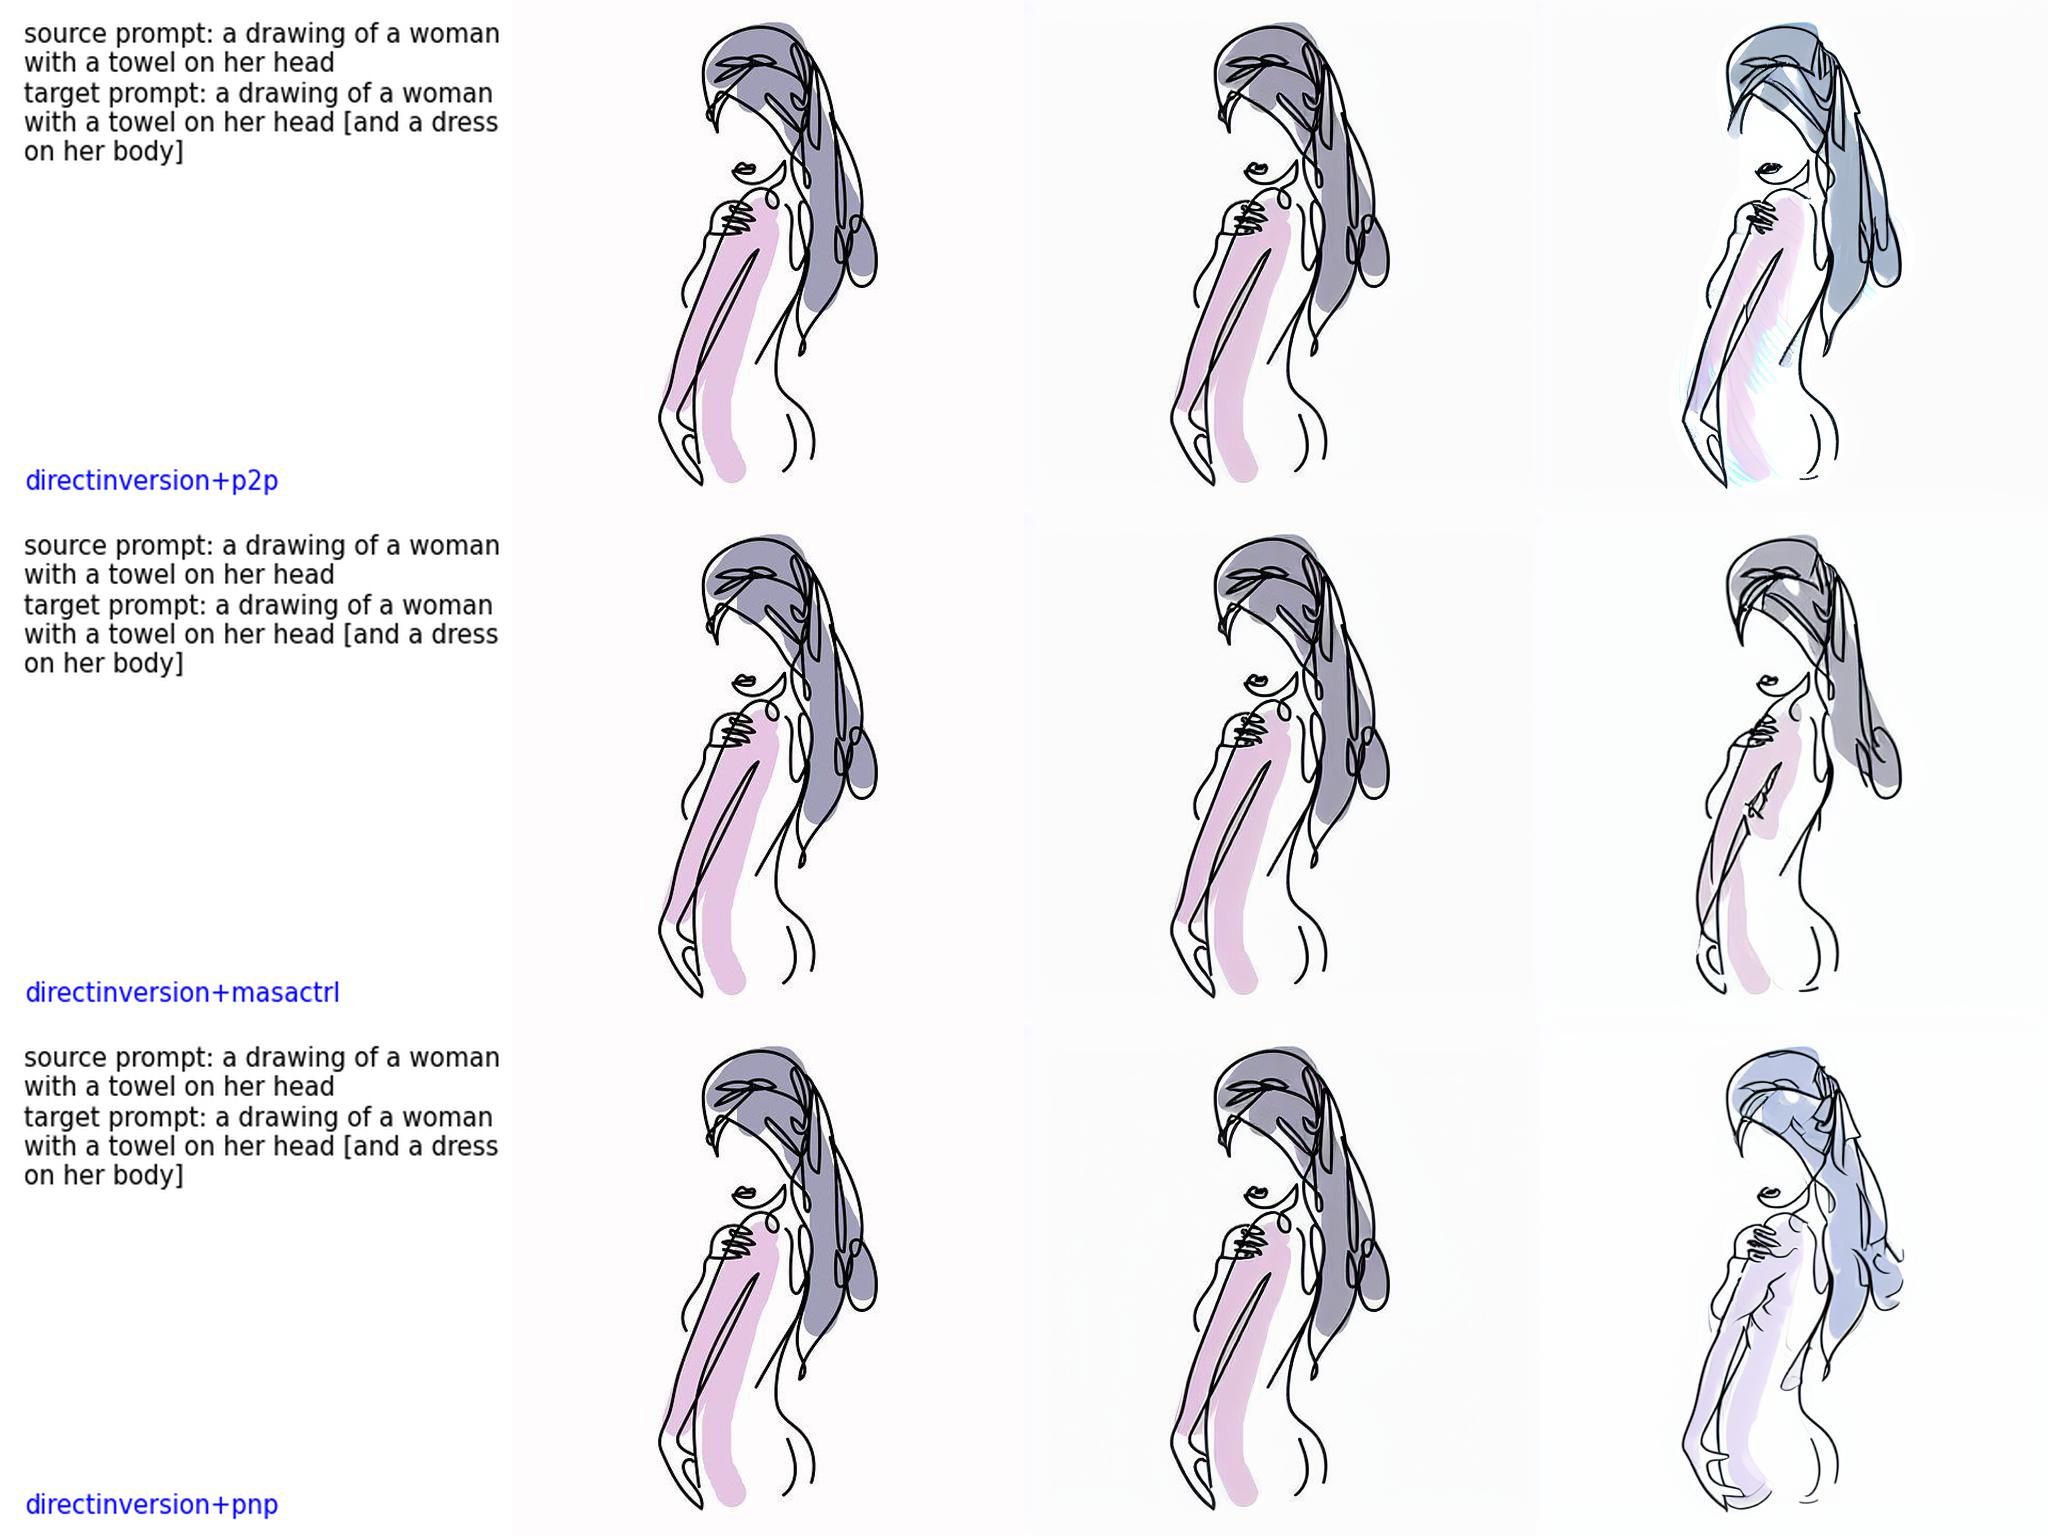 source prompt: a drawing of a woman
with a towel on her head
target prompt: a drawing of a woman
with a towel on her head [and a dress
on her body]
directinversion+p2p
source prompt: a drawing of a woman
with a towel on her head
target prompt: a drawing of a woman
with a towel on her head [and a dress
on her body]
directinversion+masactrl
source prompt: a drawing of a woman
with a towel on her head
target prompt: a drawing of a woman
with a towel on her head [and a dress
on her body]
directinversion+pnp